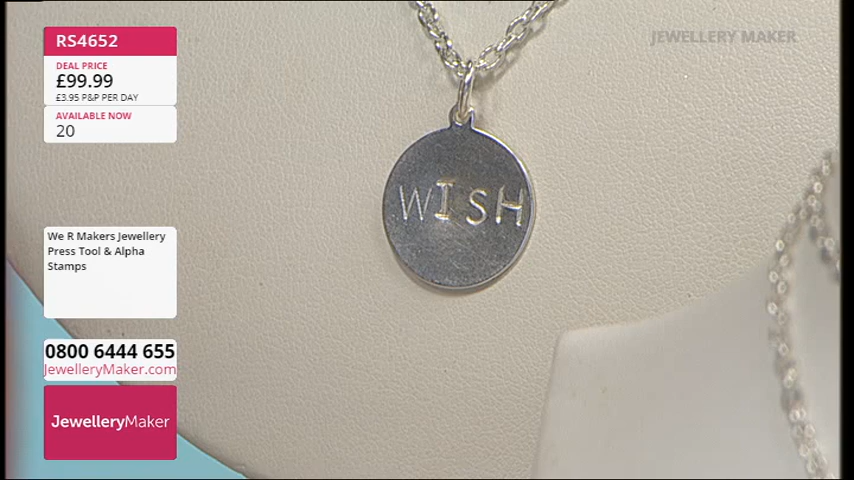 RS4652
DEAL PRICE
£99.99
£3.95 P&P PER DAY
AVAILABLE NOW
20
We R Makers Jewellery
Press Tool & Alpha
Stamps
0800 6444 655
JewelleryMaker.com
JewelleryMaker
JEWELLERY MAKER
WISH